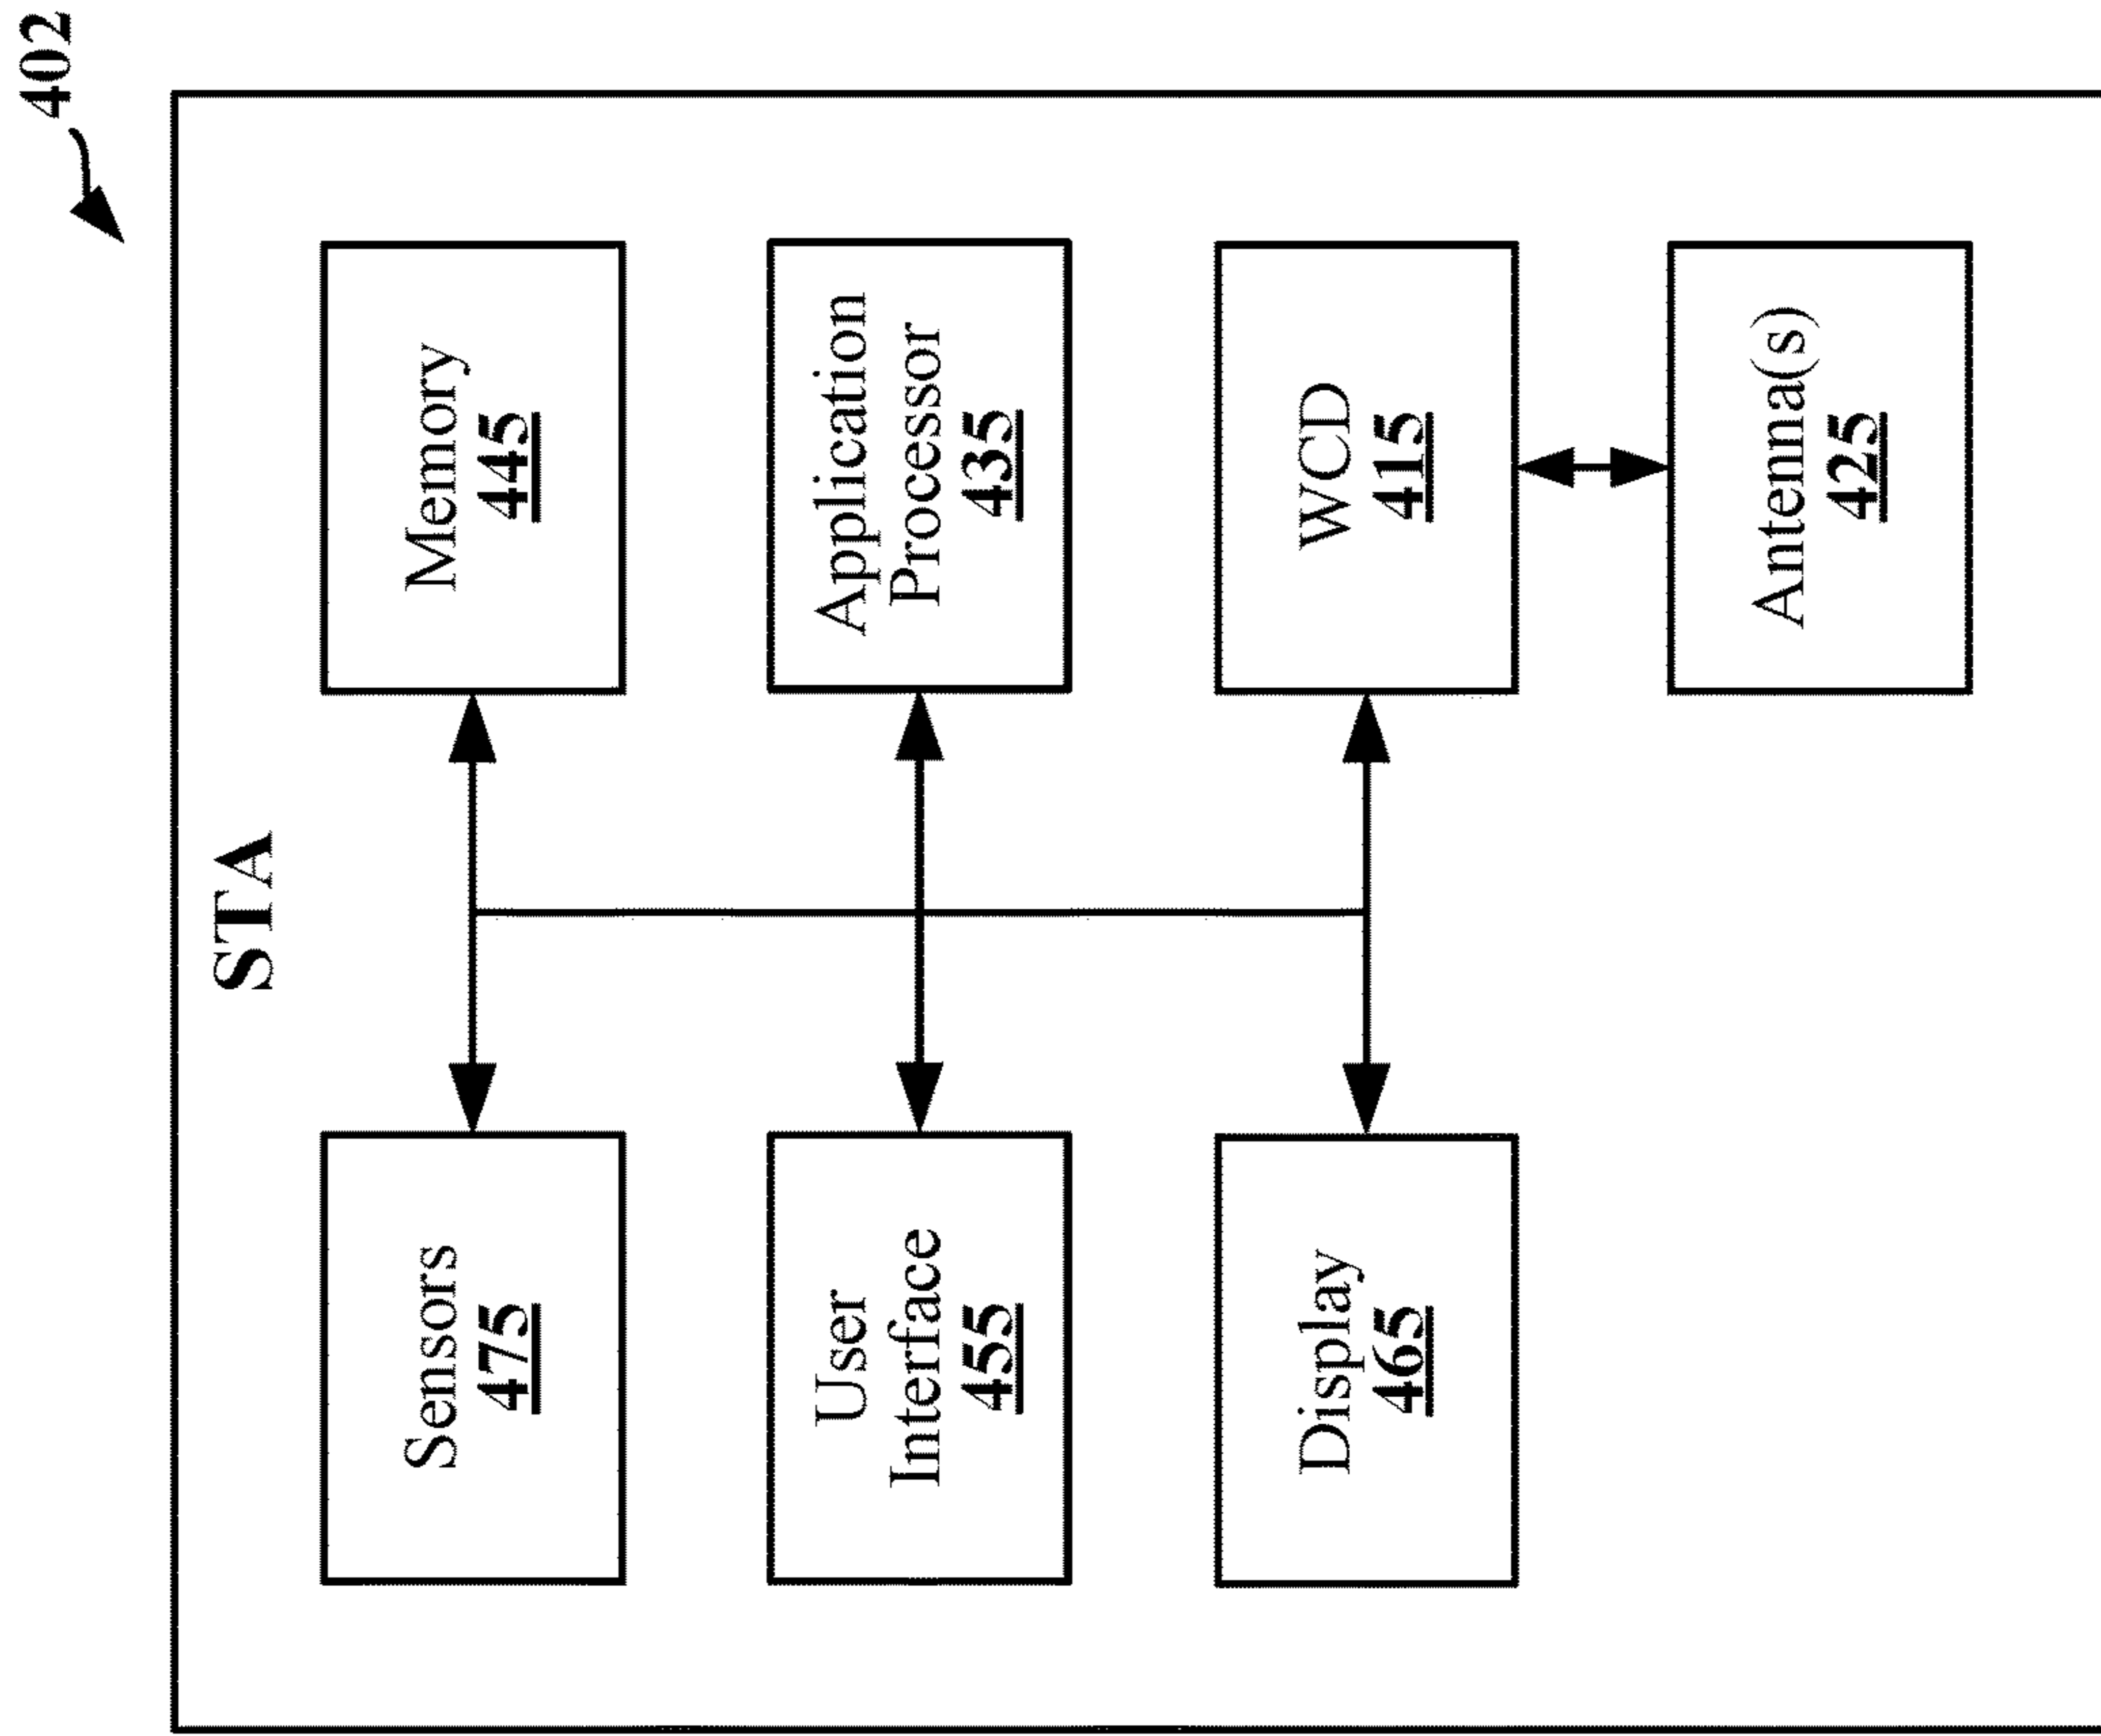 402
STA
Sensors
475
Memory
445
User
Interface
455
Application
Processor
435
Display
465
WCD
415
Antenna(s)
425